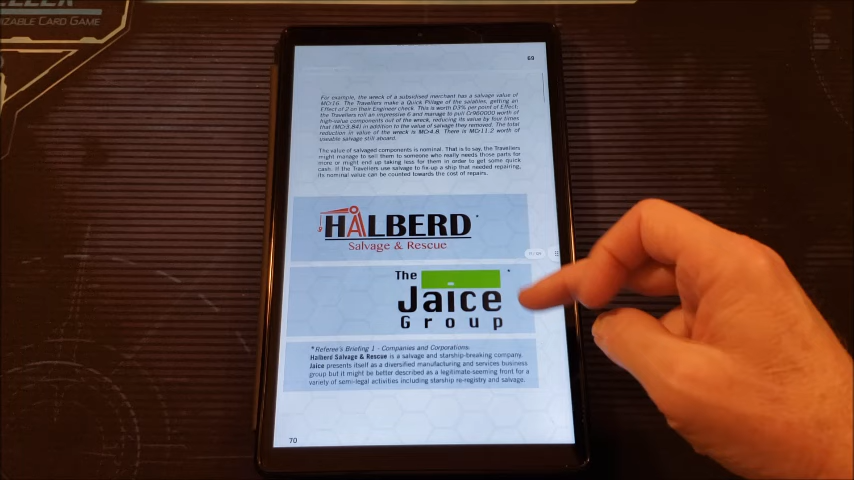 IZABLE CARD GAME
69
For example, the wreck of a subsidised merchant has a salvage value of
MCr16. The Travellers make a Quick Pillage of the salables, getting an
Effect of 2 on their Engineer check. This is worth D3% per point of Effect;
the Travellers roll an impressive 6 and manage to pull Cr960000 worth of
high-value components out of the wreck, reducing its value by four times
that (MCr3.84) in addition to the value of salvage they removed. The total
reduction in value of the wreck is MCr4.8. There is MCr11.2 worth of
useable salvage still aboard.
The value of salvaged components is nominal. That is to say, the Travellers
might manage to sell them to someone who really needs those parts for
more or might end up taking loss for them in order to get some quick
cash. If the Travellers use salvage to fix up a ship that needed repairing,
its nominal value can be counted towards the cost of repairs.
HALBERD*
Salvage & Rescue
The *
Jaice
Group
*Referee's Briefing 1 - Companies and Corporations
Halberd Salvage & Rescue is a salvage and starship-breaking company.
Jaice presents itself as a diversified manufacturing and services business
group but it might be better described as a legitimate-seeming front for a
variety of semi-legal activities including starship re-registry and salvage.
70